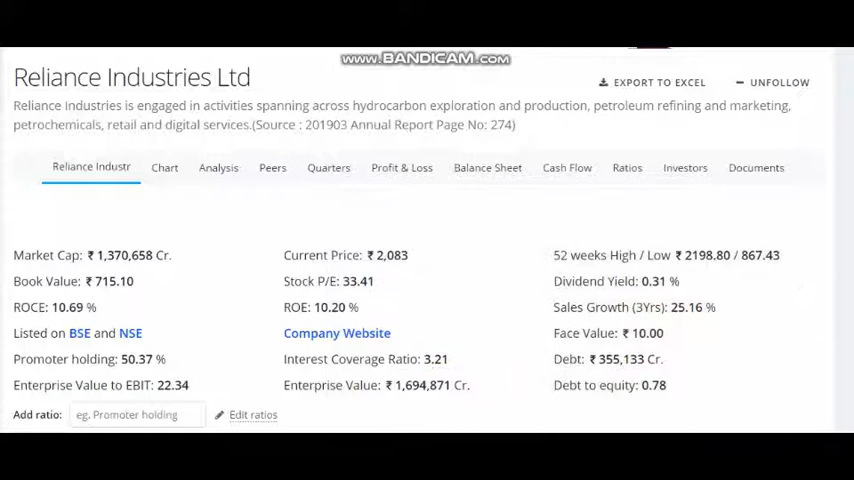 www.BANDICAM.com
Reliance Industries Ltd
EXPORT TO EXCEL
UNFOLLOW
Reliance Industries is engaged in activities spanning across hydrocarbon exploration and production, petroleum refining and marketing,
petrochemicals, retail and digital services.(Source : 201903 Annual Report Page No: 274)
Reliance Industr Chart Analysis Peers Quarters Profit & Loss Balance Sheet Cash Flow Ratios Investors Documents
Market Cap: ₹ 1,370,658 Cr. Current Price: ₹ 2,083 52 weeks High / Low ₹ 2198.80 / 867.43
Book Value: ₹ 715.10 Stock P/E: 33.41 Dividend Yield: 0.31 %
ROCE: 10.69 % ROE: 10.20 % Sales Growth (3Yrs): 25.16 %
Listed on BSE and NSE Company Website Face Value: ₹ 10.00
Promoter holding: 50.37 % Interest Coverage Ratio: 3.21 Debt: ₹ 355,133 Cr.
Enterprise Value to EBIT: 22.34 Enterprise Value: ₹ 1,694,871 Cr. Debt to equity: 0.78
Add ratio: eg. Promoter holding Edit ratios